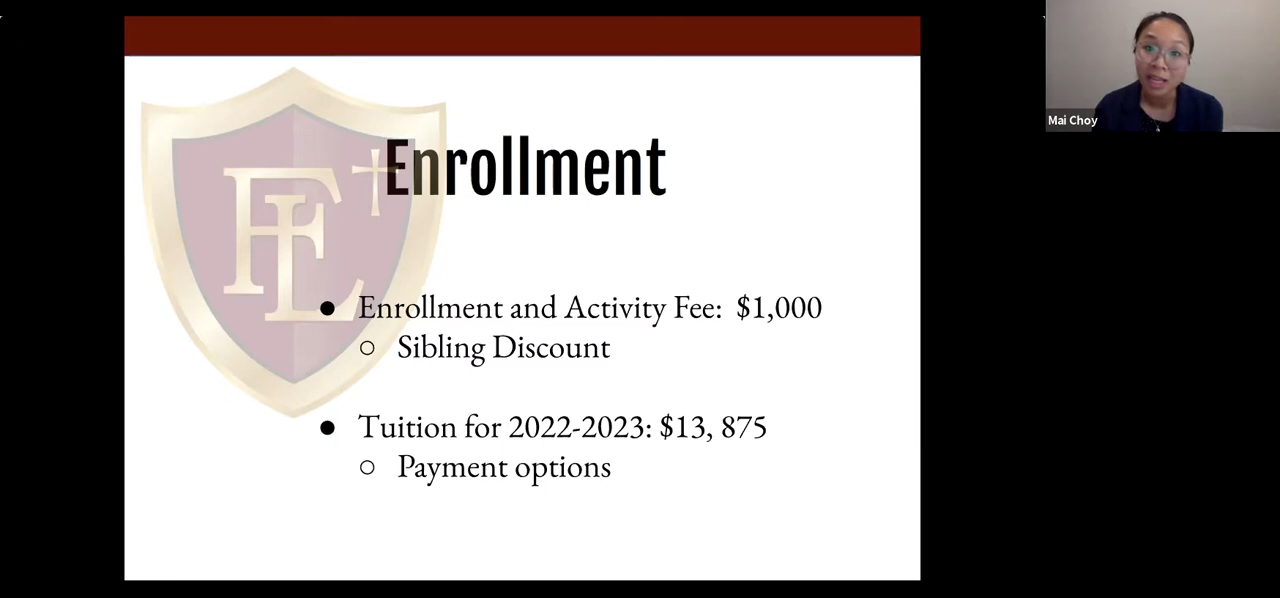 Enrollment
● Enrollment and Activity Fee: $1,000
○ Sibling Discount
● Tuition for 2022-2023: $13, 875
○ Payment options
FEL
Mai Choy